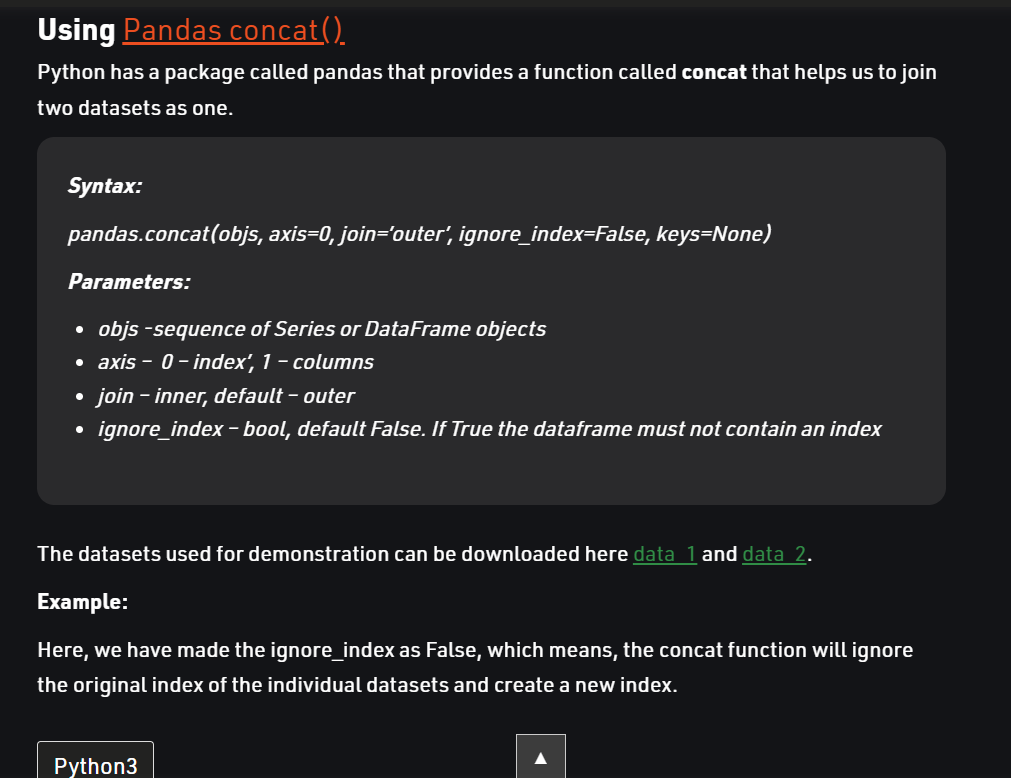 Using Pandas concat()
Python has a package called pandas that provides a function called concat that helps us to join
two datasets as one.
Syntax:
pandas.concat(objs, axis=0, join=’outer’, ignore_index=False, keys=None)
Parameters:
• objs -sequence of Series or DataFrame objects
• axis – 0 – index’, 1 – columns
• join – inner, default – outer
• ignore_index – bool, default False. If True the dataframe must not contain an index
The datasets used for demonstration can be downloaded here data_1 and data_2.
Example:
Here, we have made the ignore_index as False, which means, the concat function will ignore
the original index of the individual datasets and create a new index.
Python3
▲